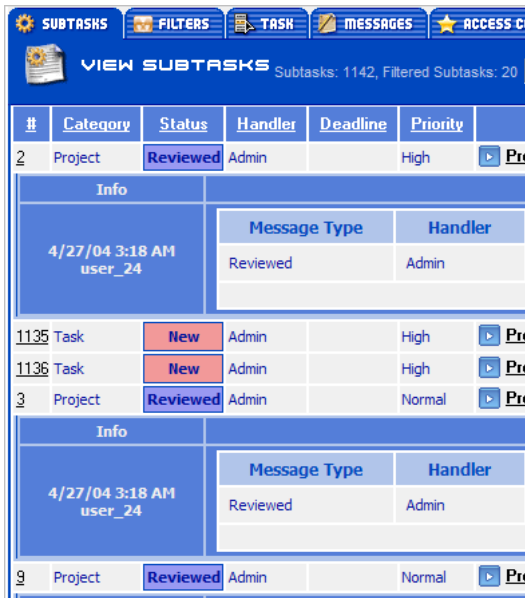 SUBTASKS FILTERS TASK MESSAGES ACCESS
VIEW SUBTASKS Subtasks: 1142, Filtered Subtasks: 20
# Category Status Handler Deadline Priority
2 Project Reviewed Admin High
Info
Message Type Handler
4/27/04 3:18 AM
user_24
Reviewed Admin
1135 Task New Admin High
1136 Task New Admin High
3 Project Reviewed Admin Normal
Info
Message Type Handler
4/27/04 3:18 AM
user_24
Reviewed Admin
9 Project Reviewed Admin Normal